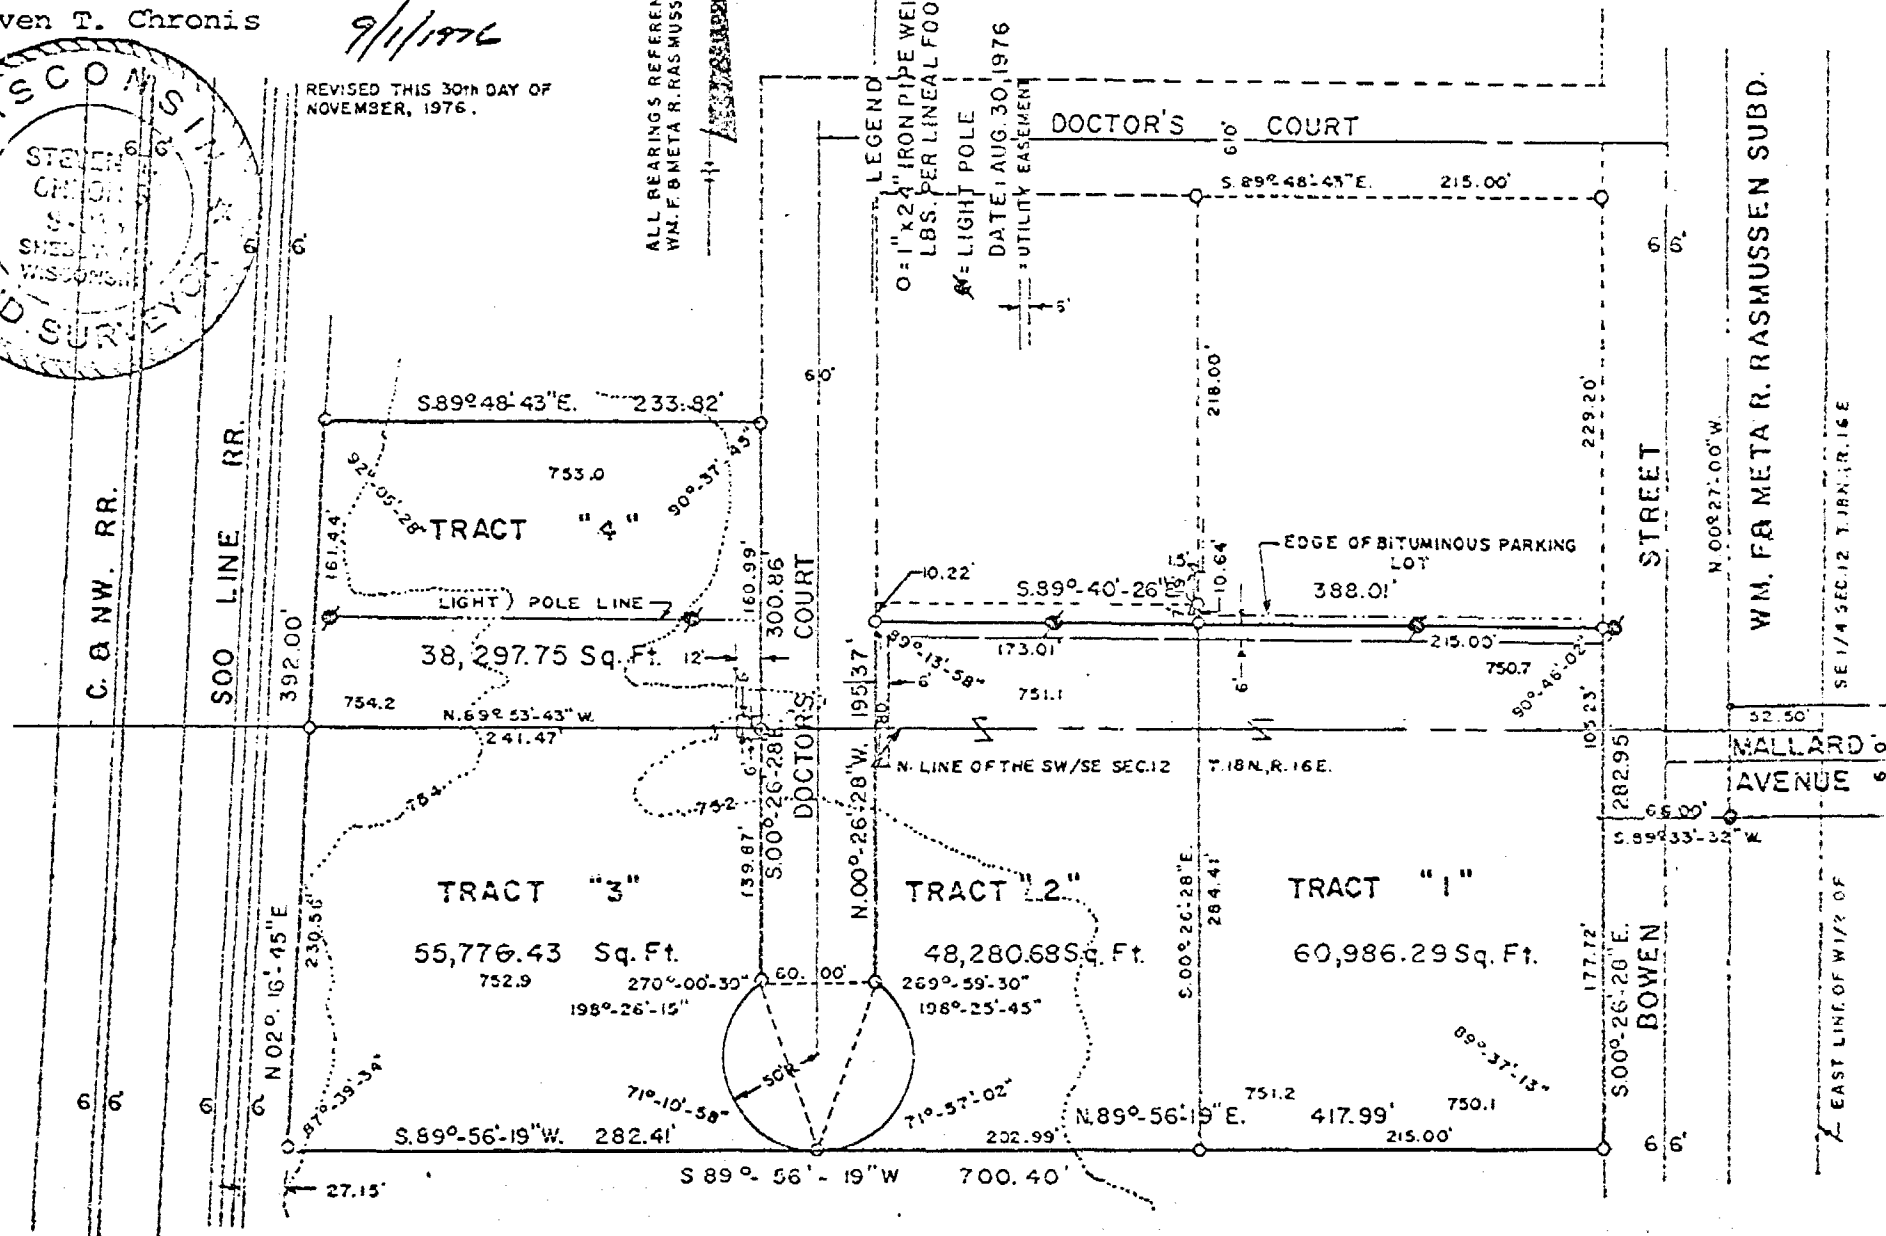 ven T. Chronis
9/1/1976
REVISED THIS 30TH DAY OF
NOVEMBER, 1976.
WISCONSIN
STEVEN
WISCONSIN
SURVEYOR
ALL BEARINGS REFEREN
WM. F. & META R. RASMUSS
LEGEND
O = 1" x 24" IRON PIPE WEI
LBS. PER LINEAL FOO
= LIGHT POLE
DATE: AUG. 30, 1976
= UTILITY EASEMENT
6'
DOCTOR'S COURT
60'
S. 89°-48'-43" E. 215.00'
66'
66'
66'
WM. F & META R. RASMUSSEN SUBD.
N.00°27'-00" W.
SE 1/4 SEC. 12 T.18N., R.16E
EAST LINE OF W1/2 OF
C. & NW. RR.
SOO LINE RR.
392.00'
N 02°. 16'-45" E
60'
218.00'
229.20'
S.89°48'43"E. 233.82'
92°-05'-28"
753.0
90°-37'-43"
TRACT "4"
161.44'
160.99'
300.86'
LIGHT) POLE LINE
38,297.75 Sq. Ft.
12'
754.2
N.89° 53'-43" W.
241.47'
DOCTORS COURT
10.22'
S.89°-40'-26" E
15'
10.64'
EDGE OF BITUMINOUS PARKING
LOT
388.01'
89°-13'-58"
173.01'
215.00'
6'
751.1
6'
750.7
90°-46'-02"
195.37'
105.23'
282.95'
STREET
52.50'
MALLARD
AVENUE
60
66.00'
S.89°33'-32" W.
N. LINE OF THE SW/SE SEC.12 T.18N., R.16E.
754
752
S.00°-26'-28"E.
N.00°-26'-28" W.
139.87'
TRACT "3"
55,776.43 Sq. Ft.
752.9
230.56'
270°-00'-30"
198°-26'-15"
60.00'
TRACT "2"
48,280.68 Sq. Ft.
269°-59'-30"
198°-25'-45"
S.00°26'-28"E.
284.41'
TRACT "1"
60,986.29 Sq. Ft.
177.72'
S.00°-26'-28" E.
BOWEN
87°-39'-34"
71°-10'-58"
50'R
71°-57'-02"
89°-37'-13"
751.2
750.1
S.89°-56'-19" W. 282.41'
202.99'
N.89°-56'-19" E. 417.99'
215.00'
66'
66'
66'
27.15'
S 89°- 56' - 19" W 700.40'